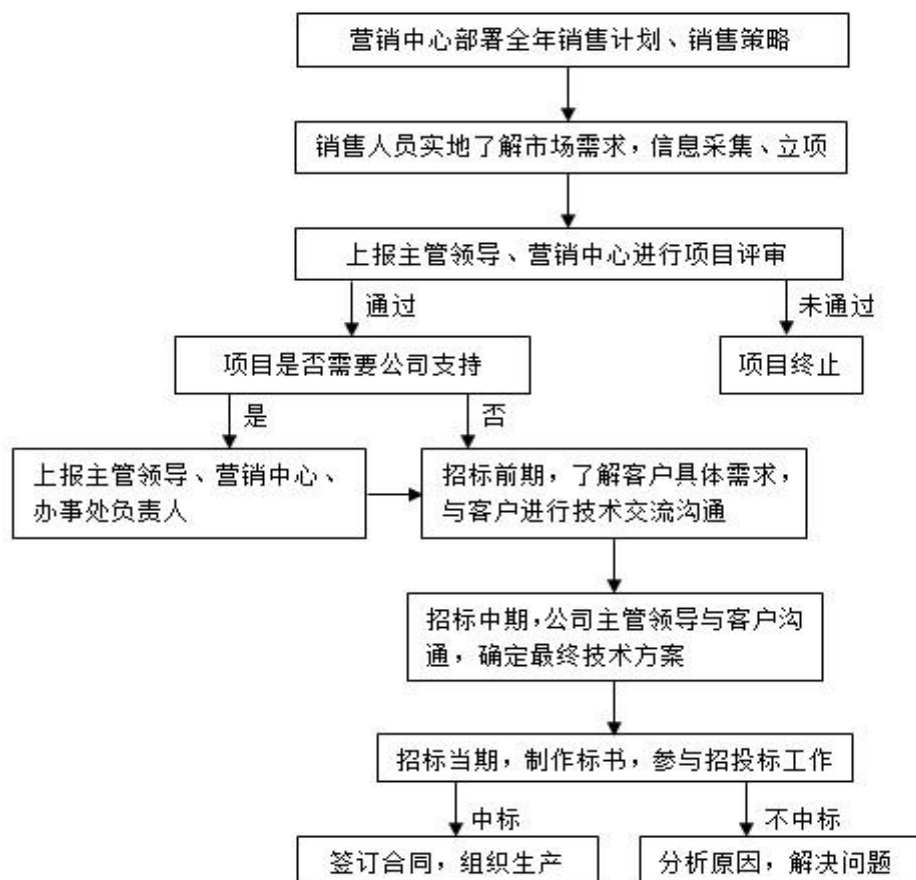 营销中心部署全年销售计划、销售策略
销售人员实地了解市场需求，信息采集、立项
上报主管领导、营销中心进行项目评审
通过
未通过
项目是否需要公司支持
项目终止
是
否
上报主管领导、营销中心、
办事处负责人
招标前期，了解客户具体需求，
与客户进行技术交流沟通
招标中期，公司主管领导与客户沟
通，确定最终技术方案
招标当期，制作标书，参与招投标工作
中标
不中标
签订合同，组织生产
分析原因，解决问题